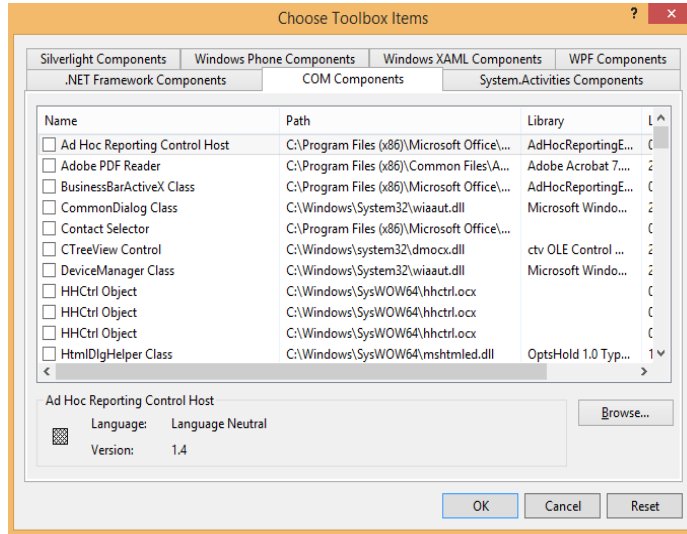 Choose Toolbox Items
? ×
Silverlight Components Windows Phone Components Windows XAML Components WPF Components
.NET Framework Components COM Components System.Activities Components
Name Path Library
Ad Hoc Reporting Control Host C:\Program Files (x86)\Microsoft Office\... AdHocReportingE...
Adobe PDF Reader C:\Program Files (x86)\Common Files\A... Adobe Acrobat 7.... 2
BusinessBarActiveX Class C:\Program Files (x86)\Microsoft Office\... AdHocReportingE...
CommonDialog Class C:\Windows\System32\wiaaut.dll Microsoft Windo... 2
Contact Selector C:\Program Files (x86)\Microsoft Office\...
CTreeView Control C:\Windows\system32\dmocx.dll ctv OLE Control ... 2
DeviceManager Class C:\Windows\System32\wiaaut.dll Microsoft Windo... 2
HHCtrl Object C:\Windows\SysWOW64\hhctrl.ocx
HHCtrl Object C:\Windows\SysWOW64\hhctrl.ocx
HHCtrl Object C:\Windows\SysWOW64\hhctrl.ocx
HtmlDlgHelper Class C:\Windows\SysWOW64\mshtmled.dll OptsHold 1.0 Typ... 1
Ad Hoc Reporting Control Host
Language: Language Neutral
Version: 1.4
Browse...
OK Cancel Reset